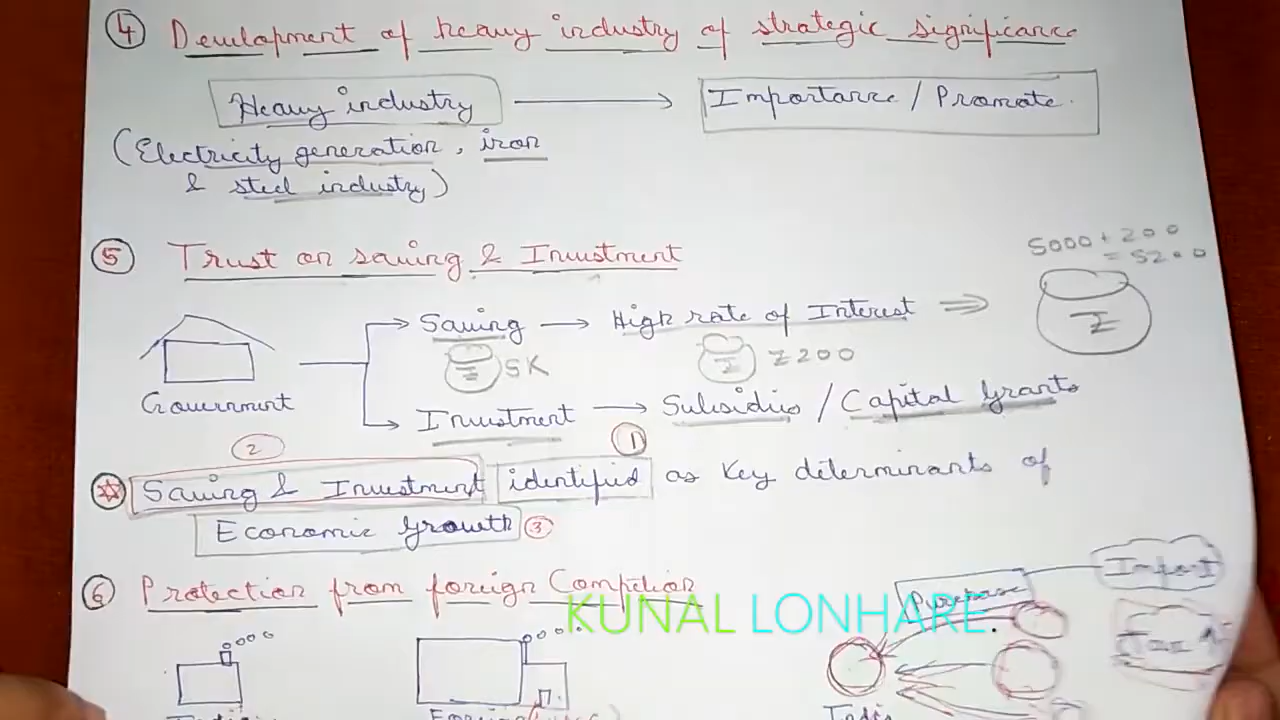 ④ Development of heavy industry of strategic significance
Heavy industry → Importance / Promote.
(Electricity generation, iron
& steel industry)
⑤ Trust on saving & Investment
5000 + 200
= 5200
Saving → High rate of Interest ⇒
₹ 5K ₹ ₹200 ₹
Government
Investment → Subsidies / Capital Grants
② ①
Saving & Investment identified as Key determinants of
Economic growth ③
⑥ Protection from foreign Compition
Import
Purchase
KUNAL LONHARE
Tax
India